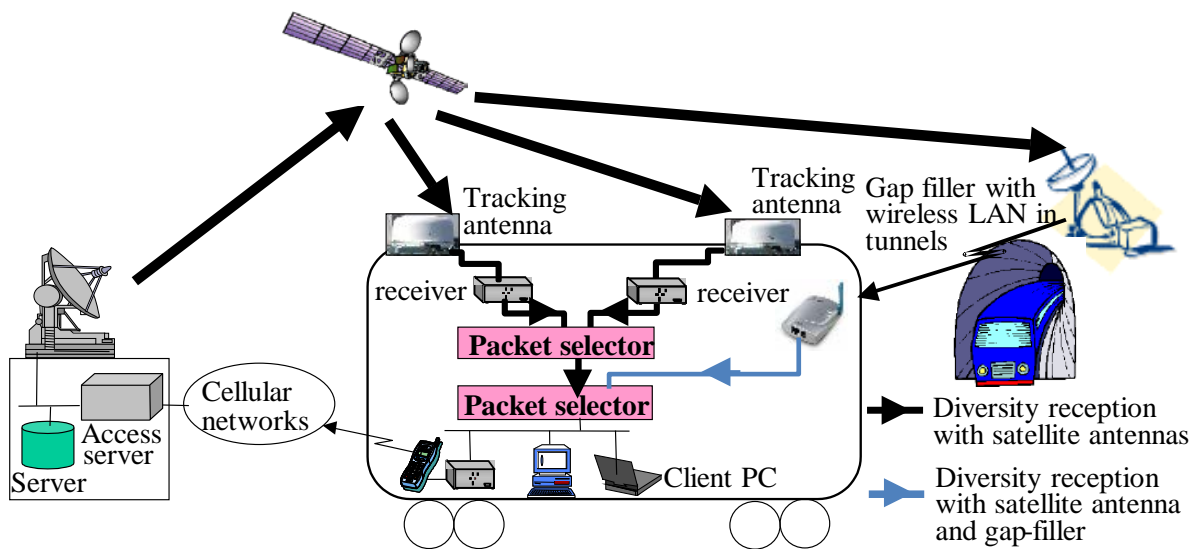 Tracking
antenna
Tracking
antenna
Gap filler with
wireless LAN in
tunnels
receiver
receiver
Packet selector
Packet selector
Cellular
networks
Access
server
Server
Client PC
Diversity reception
with satellite antennas
Diversity reception
with satellite antenna
and gap-filler